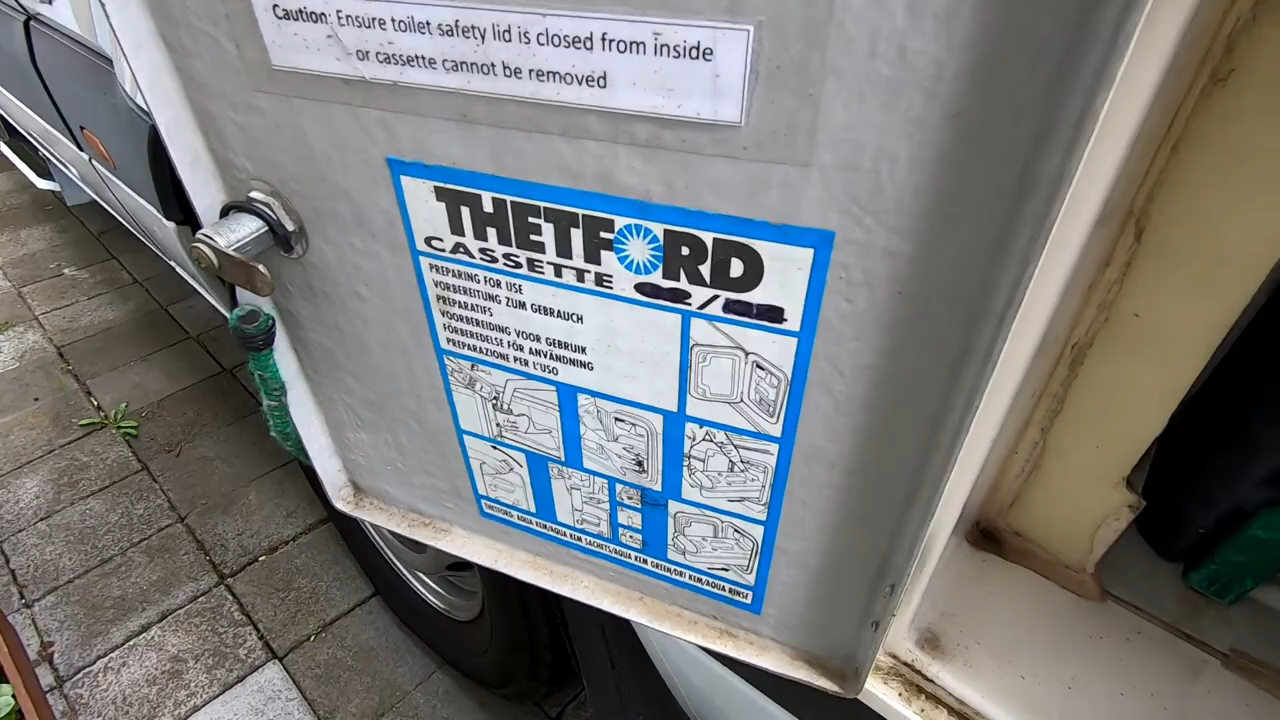 Caution: Ensure toilet safety lid is closed from inside
or cassette cannot be removed
THETFORD
CASSETTE
PREPARING FOR USE
VORBEREITUNG ZUM GEBRAUCH
PRÉPARATIFS
VOORBEREIDING VOOR GEBRUIK
FÖRBEREDELSE FÖR ANVÄNDNING
PREPARAZIONE PER L'USO
THETFORD: AQUA KEM/AQUA KEM SACHETS/AQUA KEM GREEN/DRI KEM/AQUA RINSE